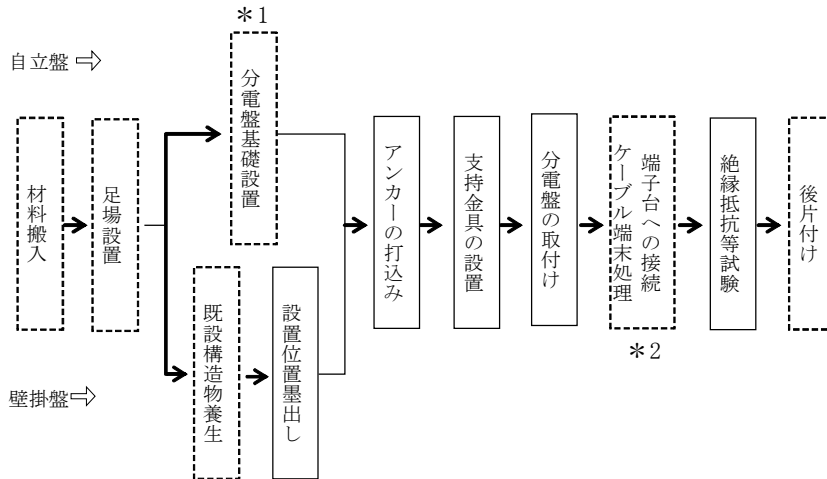 *1
自立盤
分電盤基礎設置
材料搬入
足場設置
アンカーの打込み
支持金具の設置
分電盤の取付け
端子台への接続
ケーブル端末処理
絶縁抵抗等試験
後片付け
既設構造物養生
設置位置墨出し
*2
壁掛盤